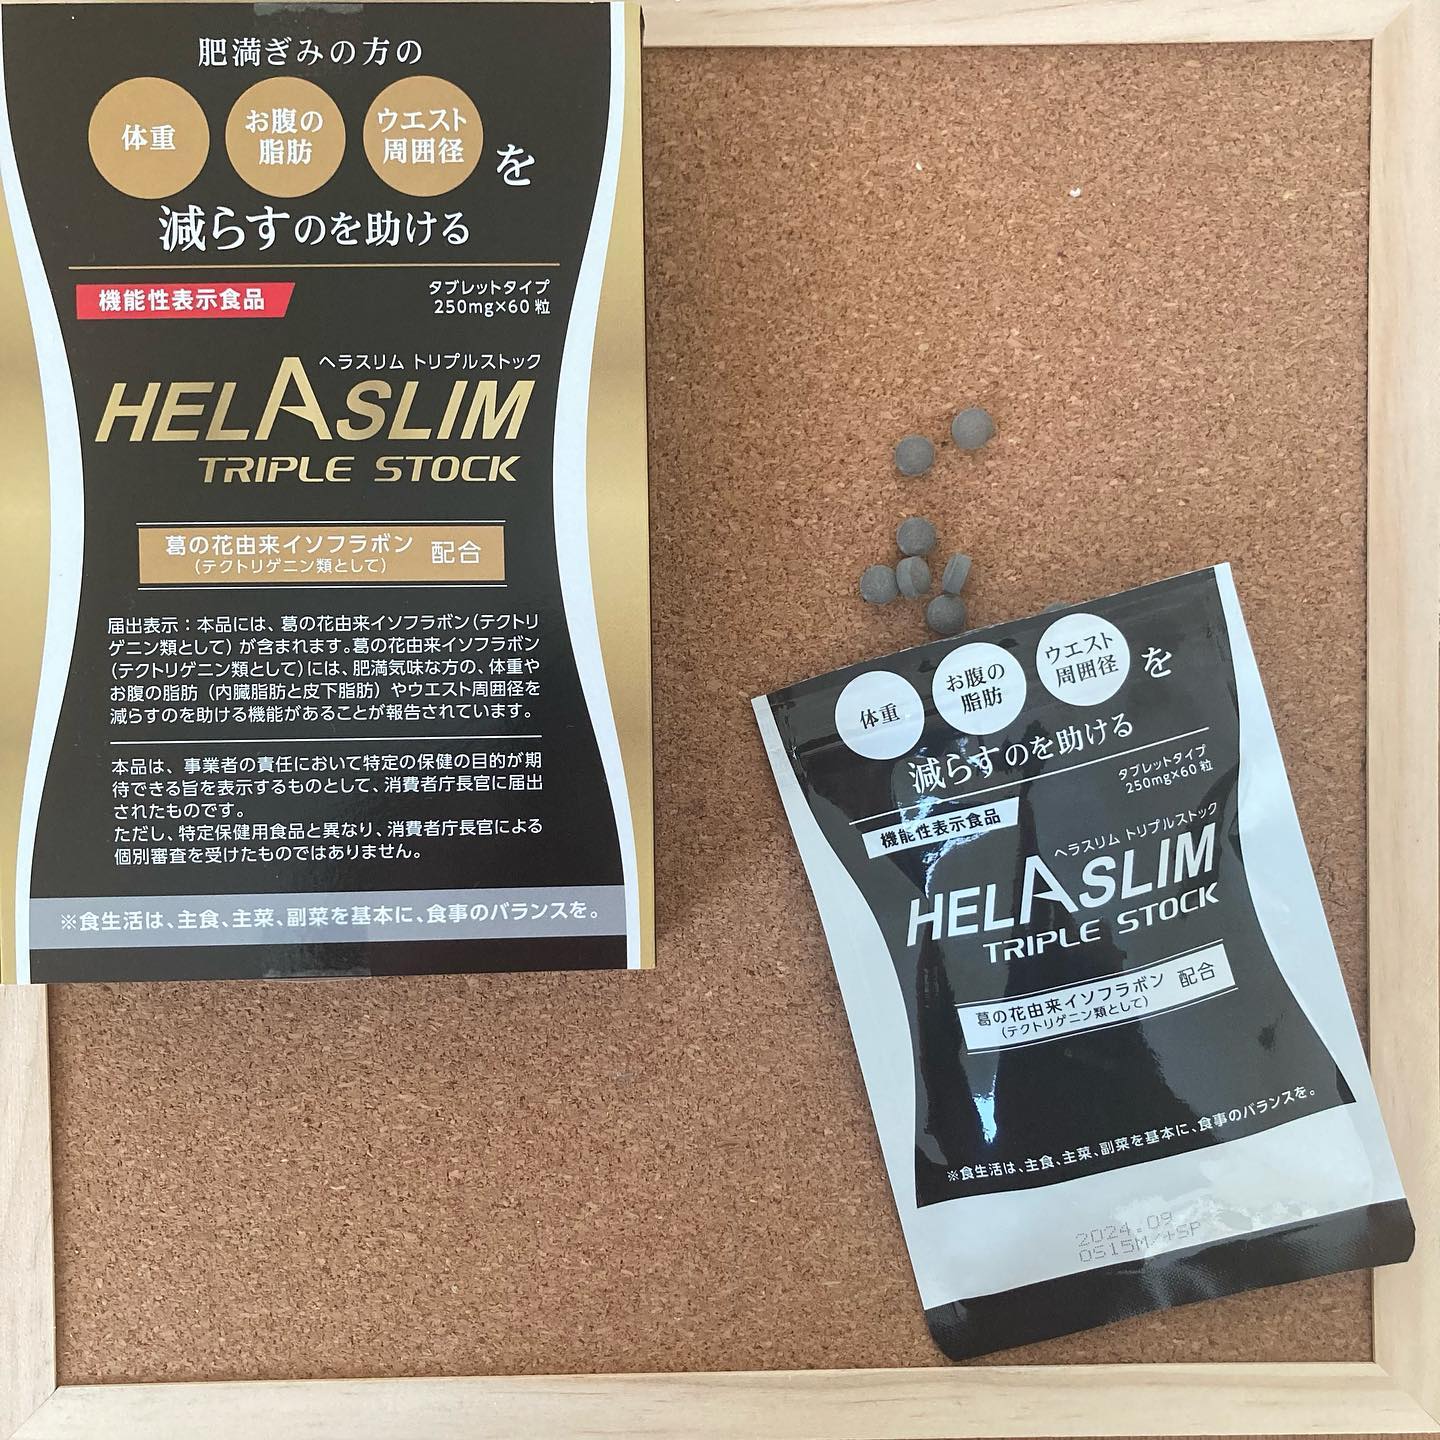 肥満ぎみの方の
体重
お腹の
脂肪
ウエスト
周囲径
を
減らすのを助ける
機能性表示食品
タブレットタイプ
250mg×60粒
ヘラスリム トリプルストック
HELASLIM
TRIPLE STOCK
葛の花由来イソフラボン
(テクトリゲニン類として)
配合
届出表示：本品には、葛の花由来イソフラボン(テクトリ
ゲニン類として)が含まれます。葛の花由来イソフラボン
(テクトリゲニン類として)には、肥満気味な方の、体重や
お腹の脂肪（内臓脂肪と皮下脂肪）やウエスト周囲径を
減らすのを助ける機能があることが報告されています。
本品は、事業者の責任において特定の保健の目的が期
待できる旨を表示するものとして、消費者庁長官に届出
されたものです。
ただし、特定保健用食品と異なり、消費者庁長官による
個別審査を受けたものではありません。
※食生活は、主食、主菜、副菜を基本に、食事のバランスを。
体重
お腹の
脂肪
ウエスト
周囲径
を
減らすのを助ける
機能性表示食品
タブレットタイプ
250mg×60粒
ヘラスリム トリプルストック
HELASLIM
TRIPLE STOCK
葛の花由来イソフラボン
(テクトリゲニン類として)
配合
※食生活は、主食、主菜、副菜を基本に、食事のバランスを。
2024.09
0S15M/+SP